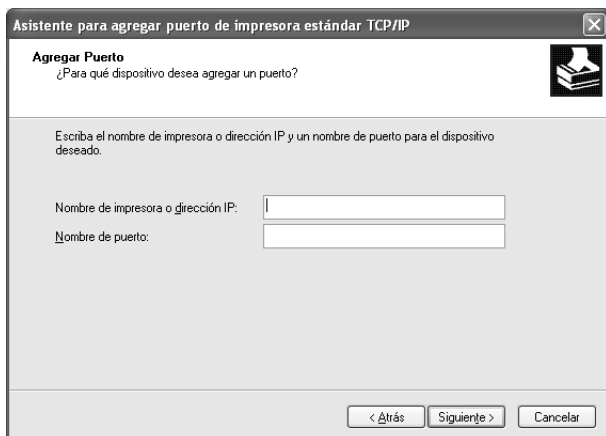 Asistente para agregar puerto de impresora estándar TCP/IP
Agregar Puerto
¿Para qué dispositivo desea agregar un puerto?
Escriba el nombre de impresora o dirección IP y un nombre de puerto para el dispositivo
deseado.
Nombre de impresora o dirección IP:
Nombre de puerto:
< Atrás
Siguiente >
Cancelar